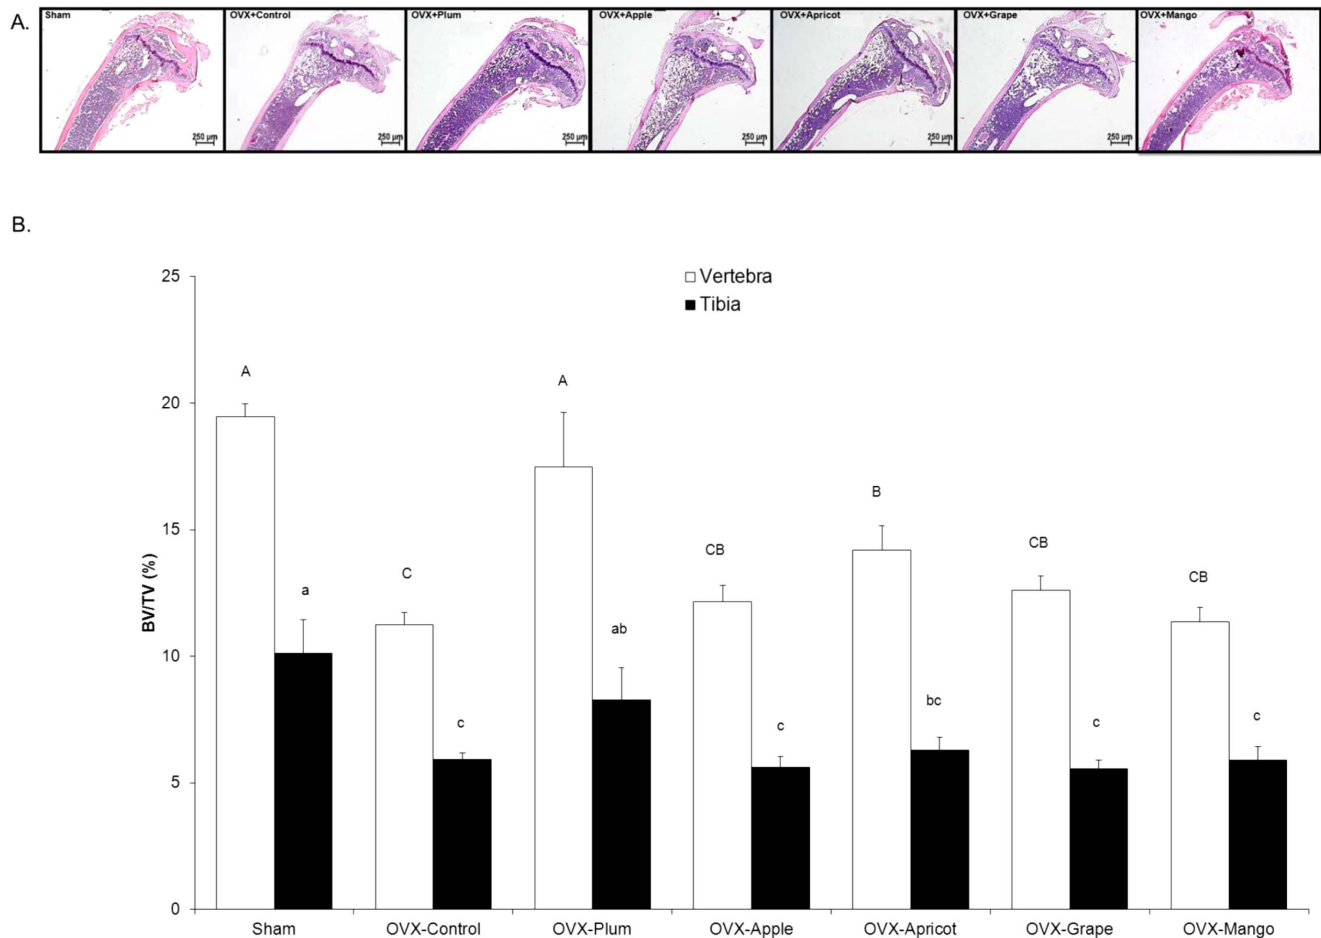 A.
Sham OVX+Control OVX+Plum OVX+Apple OVX+Apricot OVX+Grape OVX+Mango
250 µm 250 µm 250 µm 250 µm 250 µm 250 µm 250 µm
B.
Vertebra
Tibia
BV/TV (%)
25
20
15
10
5
0
A
a
C
c
A
ab
CB
c
B
bc
CB
c
CB
c
Sham OVX-Control OVX-Plum OVX-Apple OVX-Apricot OVX-Grape OVX-Mango